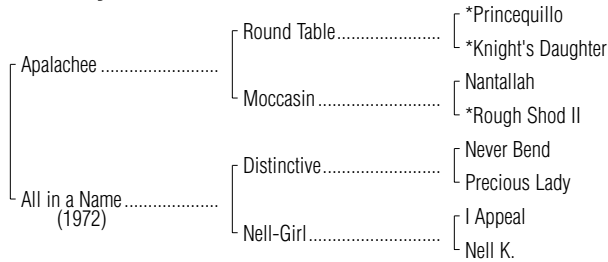 *Princequillo
Round Table
*Knight's Daughter
Apalachee
Nantallah
Moccasin
*Rough Shod II
Never Bend
Distinctive
Precious Lady
All in a Name
(1972)
I Appeal
Nell-Girl
Nell K.